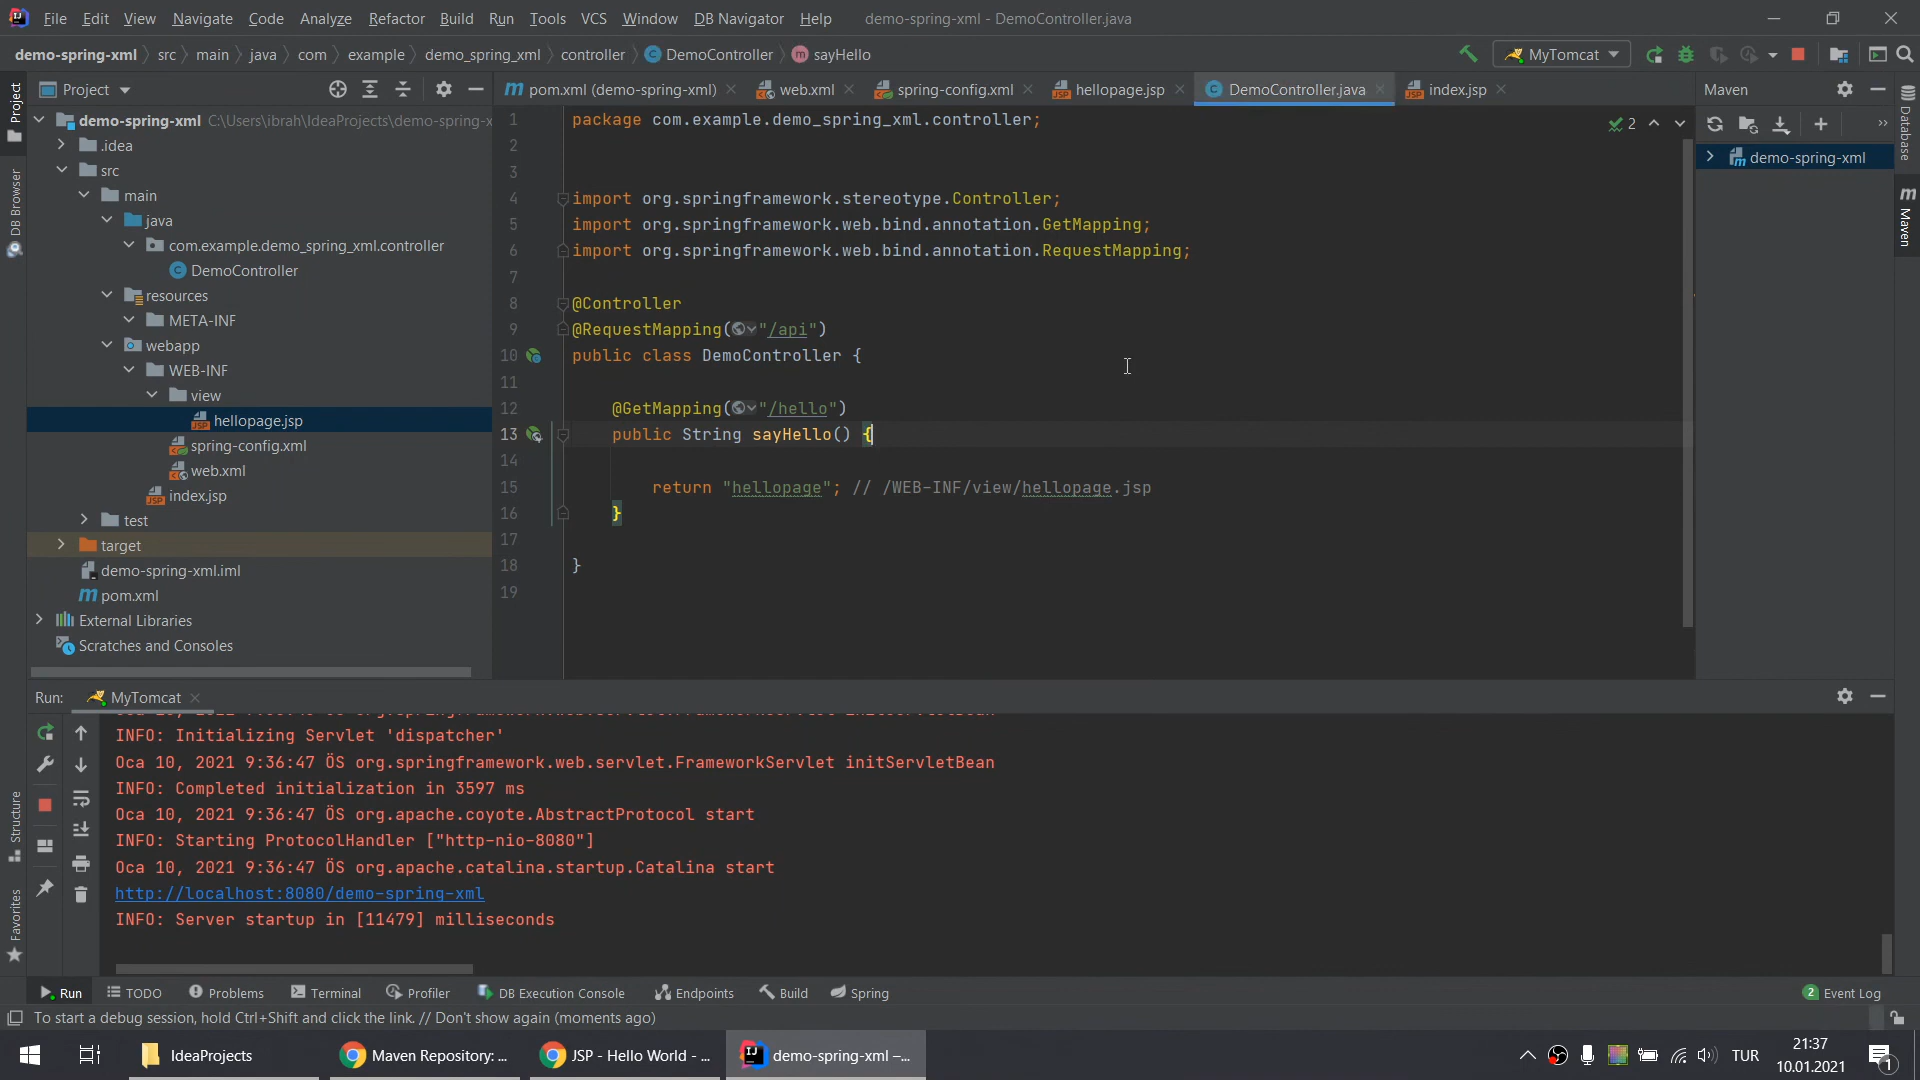 File Edit View Navigate Code Analyze Refactor Build Run Tools VCS Window DB Navigator Help demo-spring-xml - DemoController.java
demo-spring-xml src main java com example demo_spring_xml controller DemoController sayHello
MyTomcat
Project
pom.xml (demo-spring-xml) web.xml spring-config.xml hellopage.jsp DemoController.java index.jsp
Maven
demo-spring-xml C:\Users\ibrah\IdeaProjects\demo-spring-x
.idea
src
main
java
com.example.demo_spring_xml.controller
DemoController
resources
META-INF
webapp
WEB-INF
view
hellopage.jsp
spring-config.xml
web.xml
index.jsp
test
target
demo-spring-xml.iml
pom.xml
External Libraries
Scratches and Consoles
1 package com.example.demo_spring_xml.controller;
2
3
4 import org.springframework.stereotype.Controller;
5 import org.springframework.web.bind.annotation.GetMapping;
6 import org.springframework.web.bind.annotation.RequestMapping;
7
8 @Controller
9 @RequestMapping("/api")
10 public class DemoController {
11
12 @GetMapping("/hello")
13 public String sayHello() {
14
15 return "hellopage"; // /WEB-INF/view/hellopage.jsp
16 }
17
18 }
19
2
demo-spring-xml
Project
DB Browser
Structure
Favorites
Database
Maven
Run: MyTomcat
INFO: Initializing Servlet 'dispatcher'
Oca 10, 2021 9:36:47 ÖS org.springframework.web.servlet.FrameworkServlet initServletBean
INFO: Completed initialization in 3597 ms
Oca 10, 2021 9:36:47 ÖS org.apache.coyote.AbstractProtocol start
INFO: Starting ProtocolHandler ["http-nio-8080"]
Oca 10, 2021 9:36:47 ÖS org.apache.catalina.startup.Catalina start
http://localhost:8080/demo-spring-xml
INFO: Server startup in [11479] milliseconds
Run TODO Problems Terminal Profiler DB Execution Console Endpoints Build Spring 2 Event Log
To start a debug session, hold Ctrl+Shift and click the link. // Don't show again (moments ago)
IdeaProjects Maven Repository: ... JSP - Hello World - ... demo-spring-xml –... TUR
21:37
10.01.2021
1